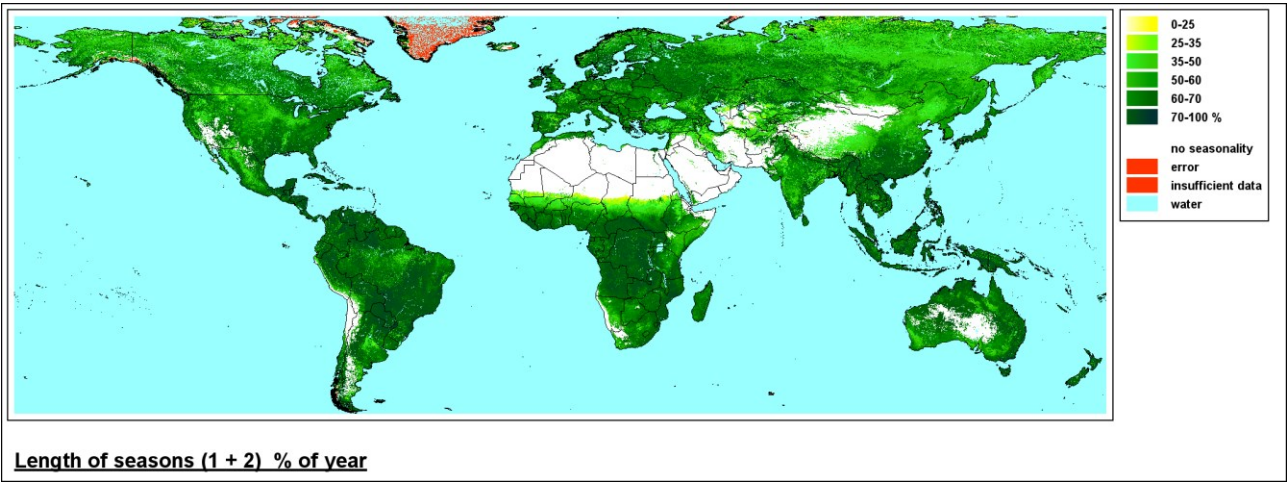 0-25
25-35
35-50
50-60
60-70
70-100 %
no seasonality
error
insufficient data
water
Length of seasons (1 + 2) % of year